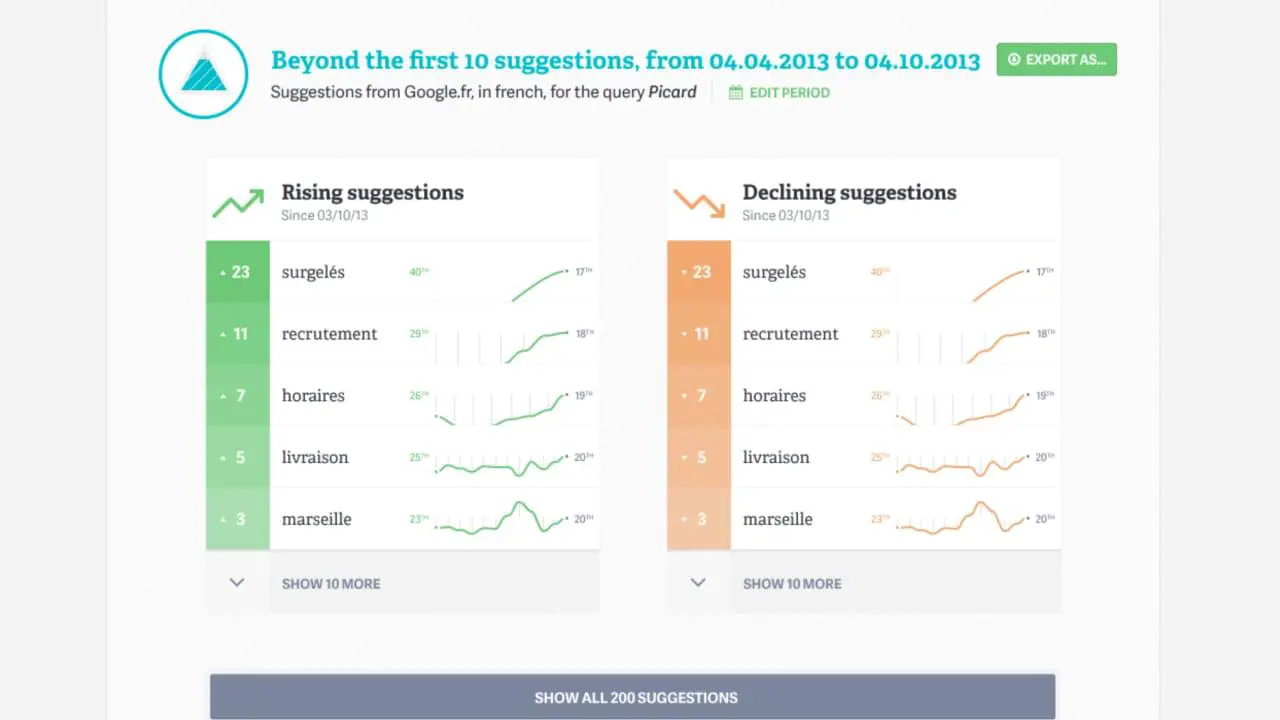 Beyond the first 10 suggestions, from 04.04.2013 to 04.10.2013
EXPORT AS...
Suggestions from Google.fr, in french, for the query Picard
EDIT PERIOD
Rising suggestions
Since 03/10/13
23 surgelés 40TH 17TH
11 recrutement 29TH 18TH
7 horaires 26TH 19TH
5 livraison 25TH 20TH
3 marseille 23TH 20TH
SHOW 10 MORE
Declining suggestions
Since 03/10/13
23 surgelés 40TH 17TH
11 recrutement 29TH 18TH
7 horaires 26TH 19TH
5 livraison 25TH 20TH
3 marseille 23TH 20TH
SHOW 10 MORE
SHOW ALL 200 SUGGESTIONS